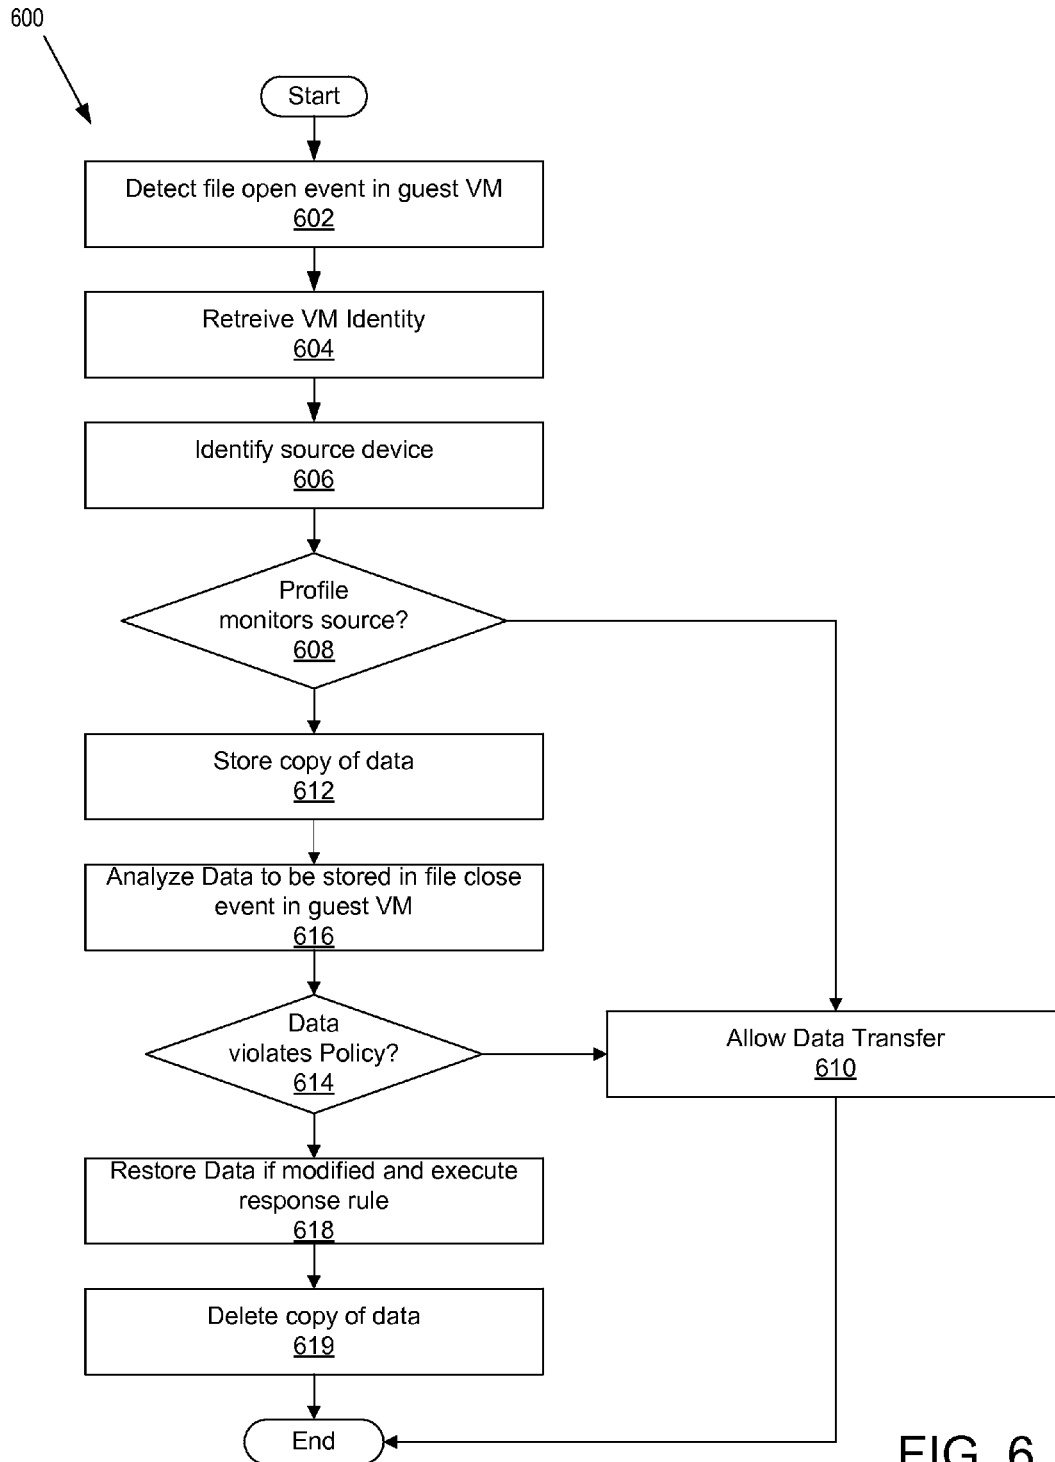 600
Start
Detect file open event in guest VM
602
Retreive VM Identity
604
Identify source device
606
Profile
monitors source?
608
Store copy of data
612
Analyze Data to be stored in file close
event in guest VM
616
Data
violates Policy?
614
Allow Data Transfer
610
Restore Data if modified and execute
response rule
618
Delete copy of data
619
End
FIG. 6